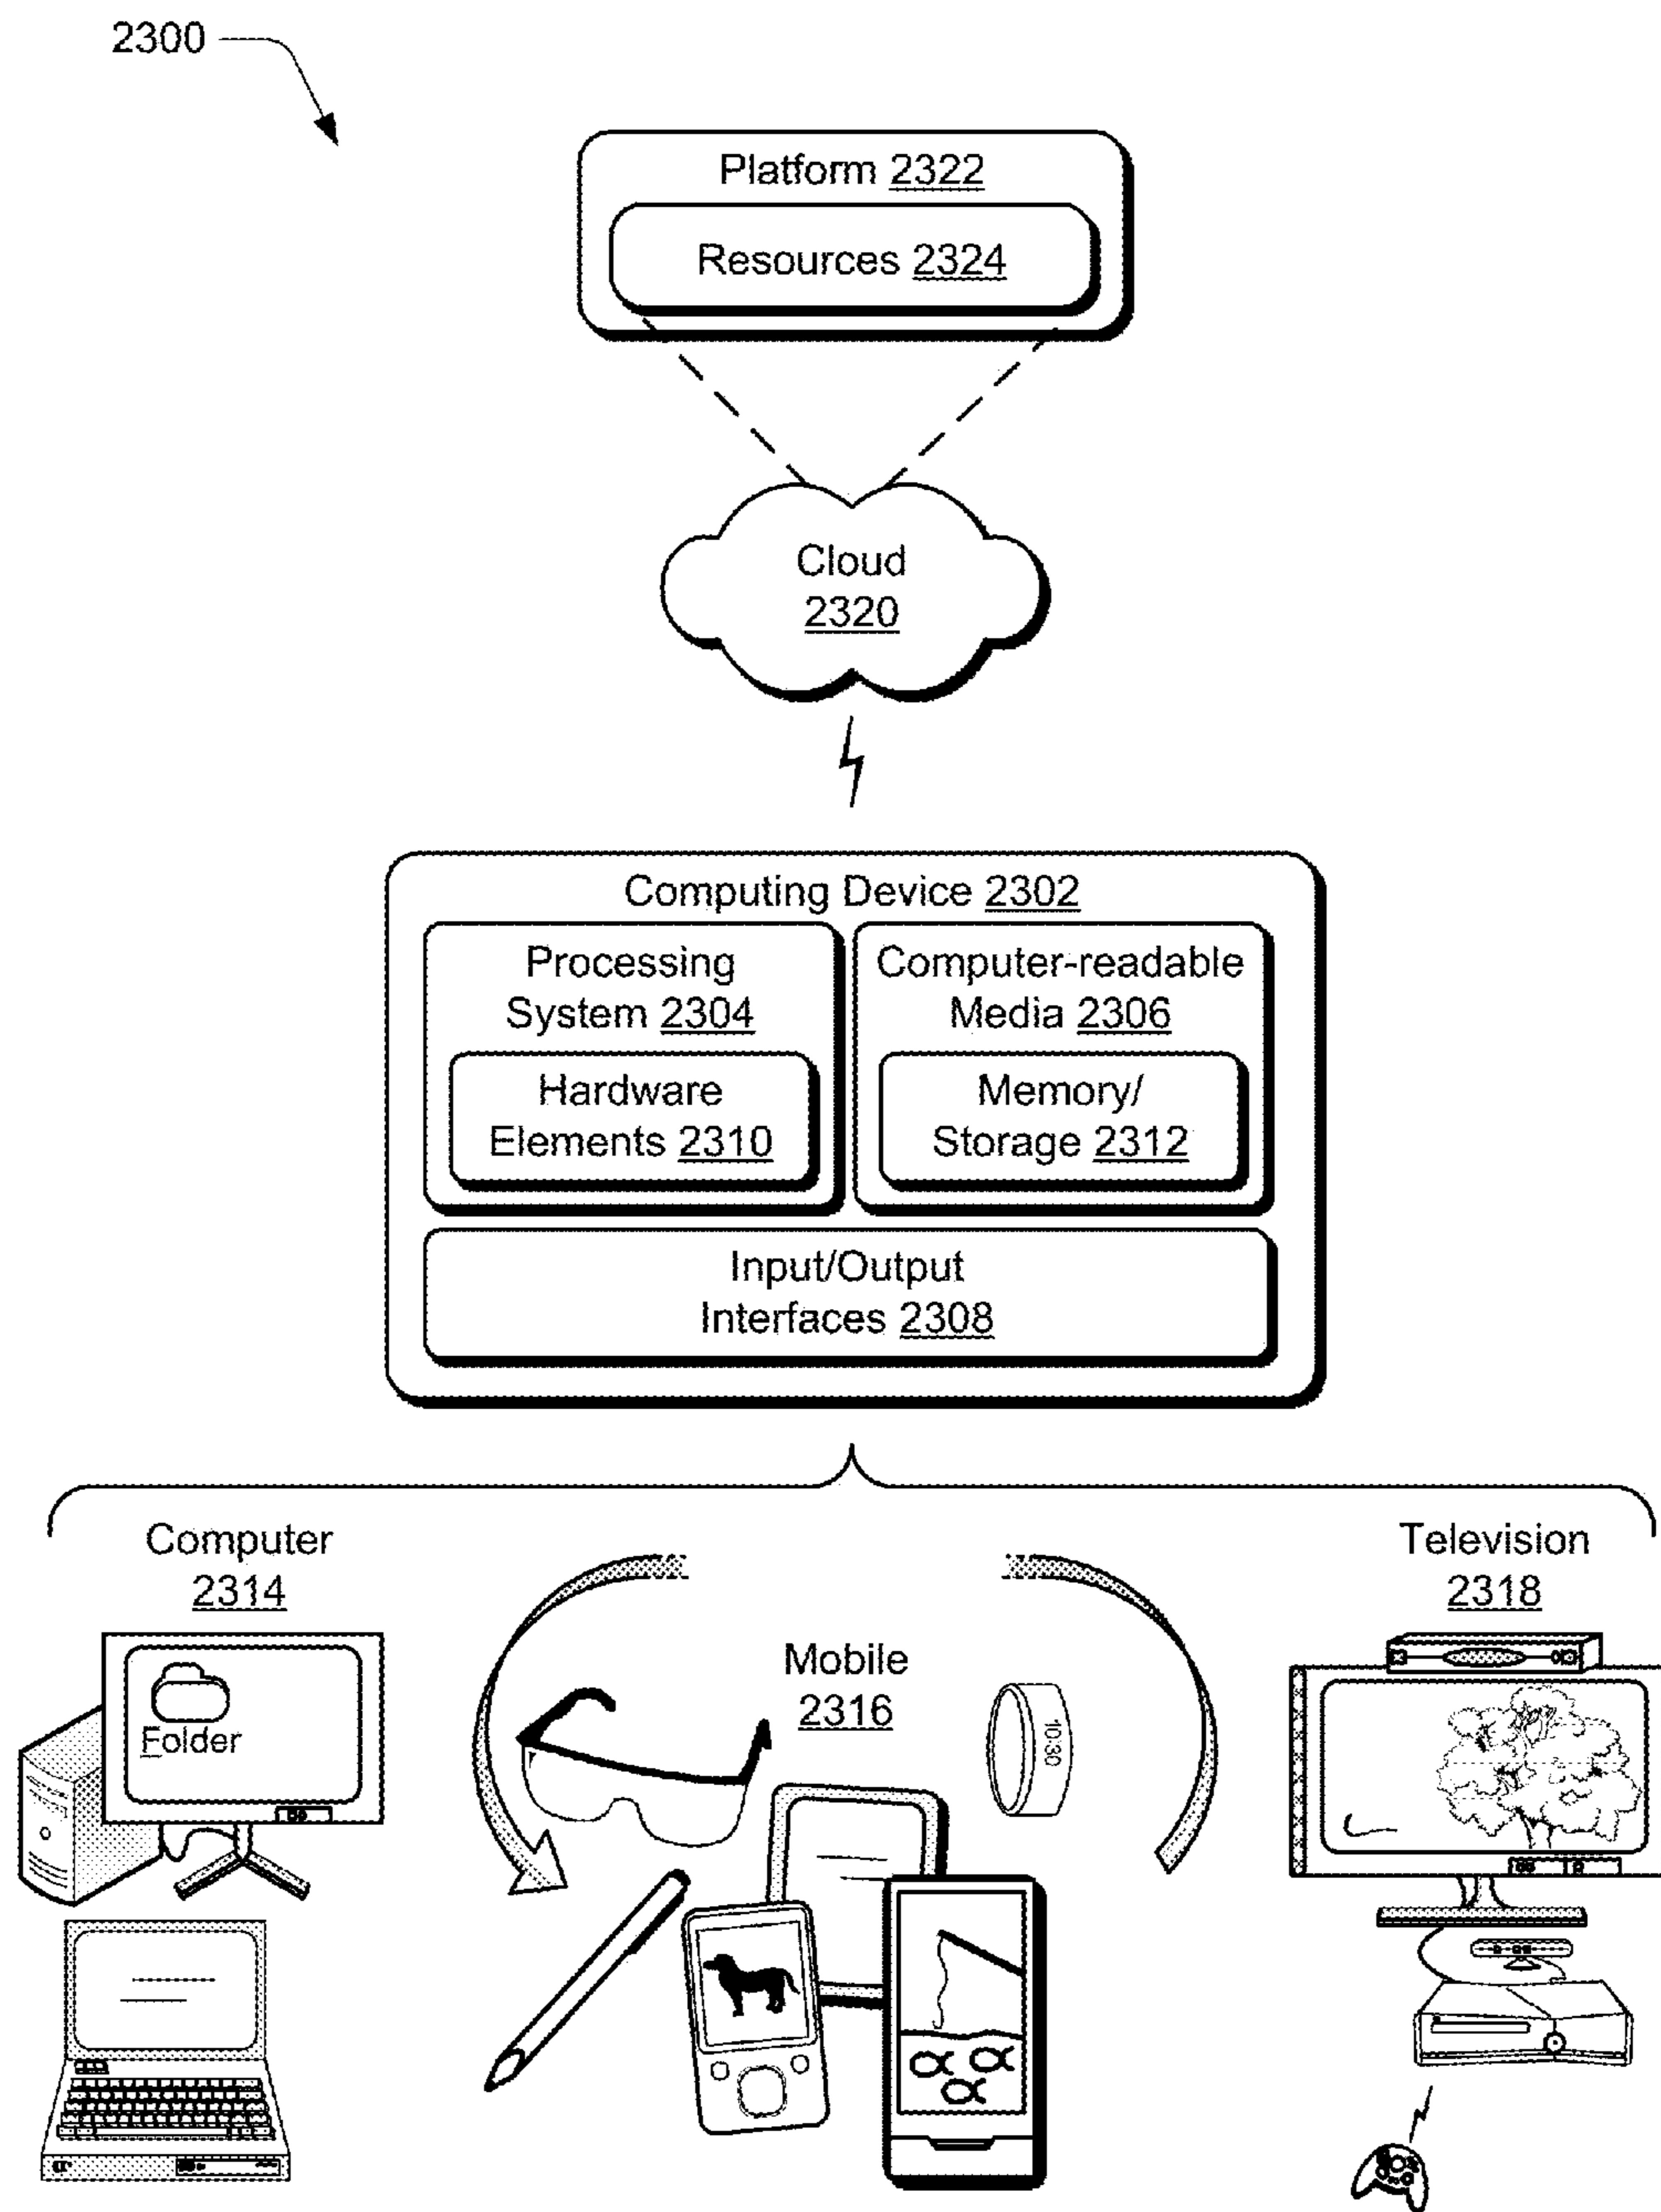 2300
Platform 2322
Resources 2324
Cloud
2320
Computing Device 2302
Processing
System 2304
Computer-readable
Media 2306
Hardware
Elements 2310
Memory/
Storage 2312
Input/Output
Interfaces 2308
Computer
2314
Mobile
2316
Television
2318
Folder
10:30